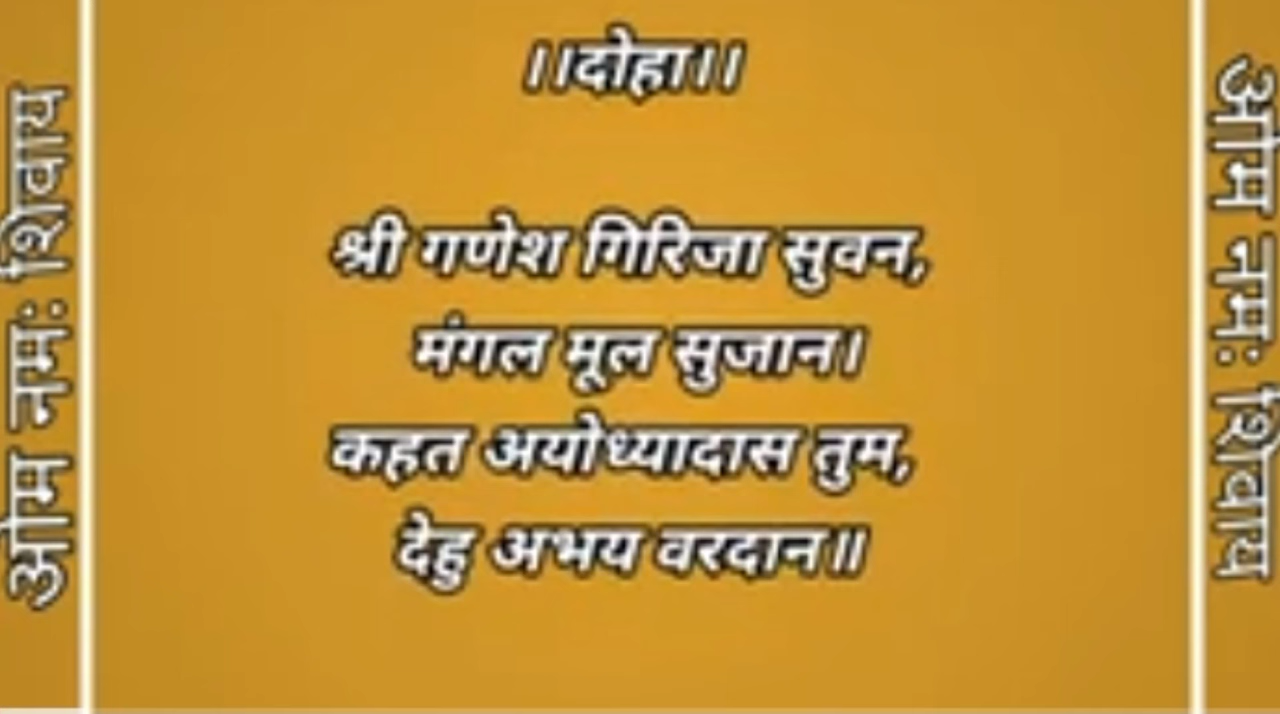 ।।दोहा।।
श्री गणेश गिरिजा सुवन,
मंगल मूल सुजान।
कहत अयोध्यादास तुम,
देहु अभय वरदान॥
ओम नमः शिवाय
ओम नमः शिवाय